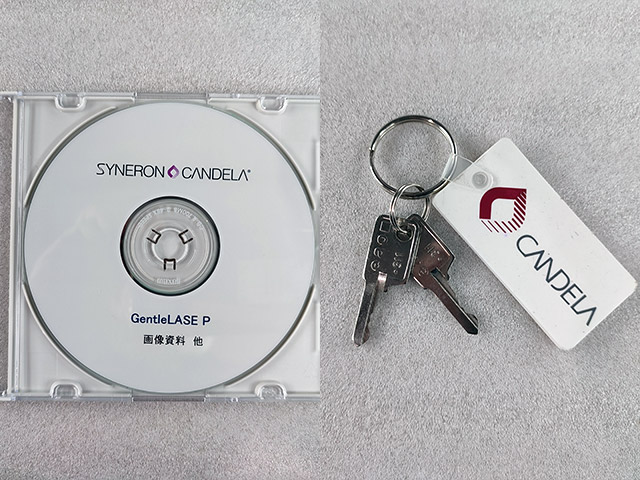 SYNERON CANDELA®
GentleLASE P
画像資料 他
CANDELA